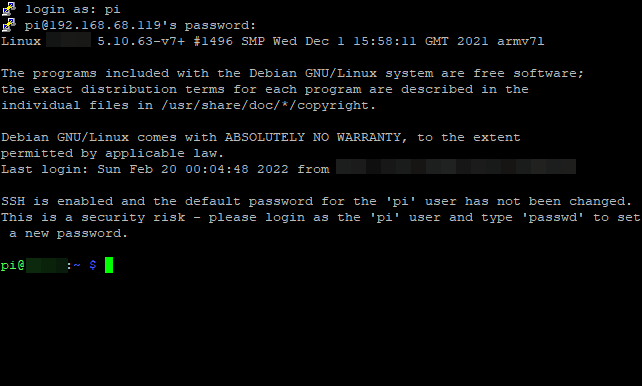 login as: pi
pi@192.168.68.119's password:
Linux 5.10.63-v7+ #1496 SMP Wed Dec 1 15:58:11 GMT 2021 armv7l
The programs included with the Debian GNU/Linux system are free software;
the exact distribution terms for each program are described in the
individual files in /usr/share/doc/*/copyright.
Debian GNU/Linux comes with ABSOLUTELY NO WARRANTY, to the extent
permitted by applicable law.
Last login: Sun Feb 20 00:04:48 2022 from
SSH is enabled and the default password for the 'pi' user has not been changed.
This is a security risk - please login as the 'pi' user and type 'passwd' to set
a new password.
pi@ :~ $